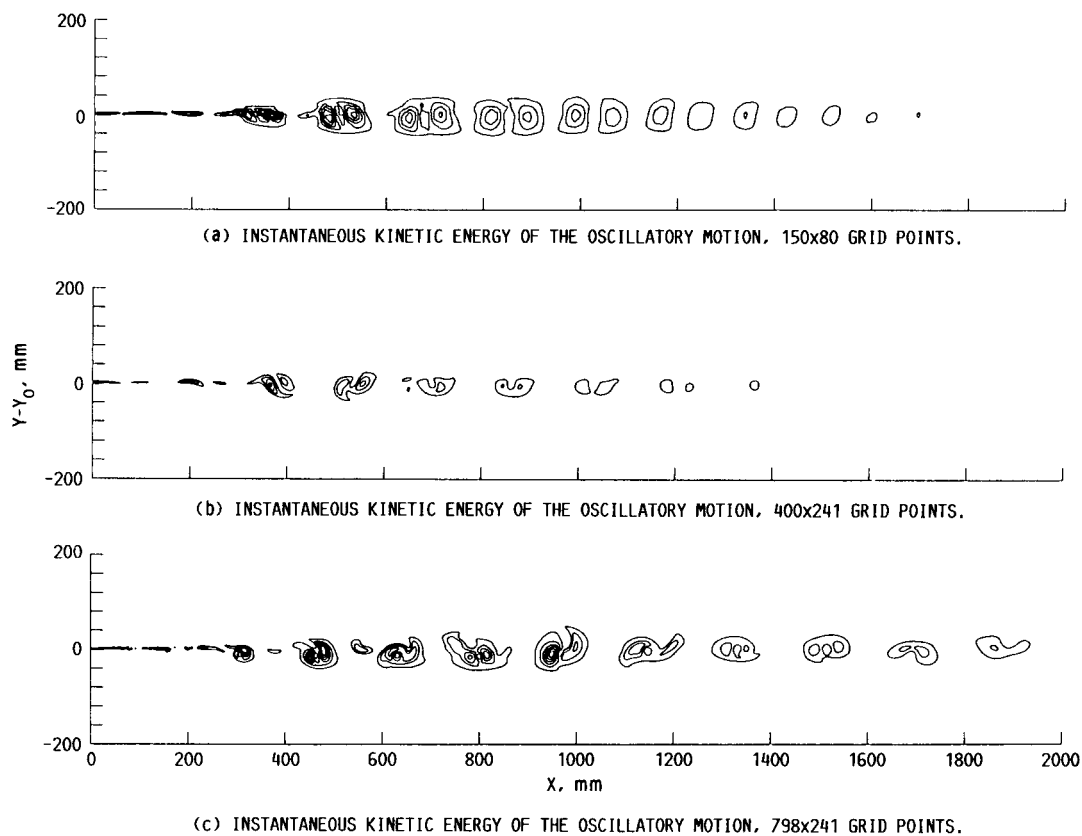 200
0
-200
(a) INSTANTANEOUS KINETIC ENERGY OF THE OSCILLATORY MOTION, 150x80 GRID POINTS.
200
0
-200
Y-Y0, mm
(b) INSTANTANEOUS KINETIC ENERGY OF THE OSCILLATORY MOTION, 400x241 GRID POINTS.
200
0
-200
0 200 400 600 800 1000 1200 1400 1600 1800 2000
X, mm
(c) INSTANTANEOUS KINETIC ENERGY OF THE OSCILLATORY MOTION, 798x241 GRID POINTS.